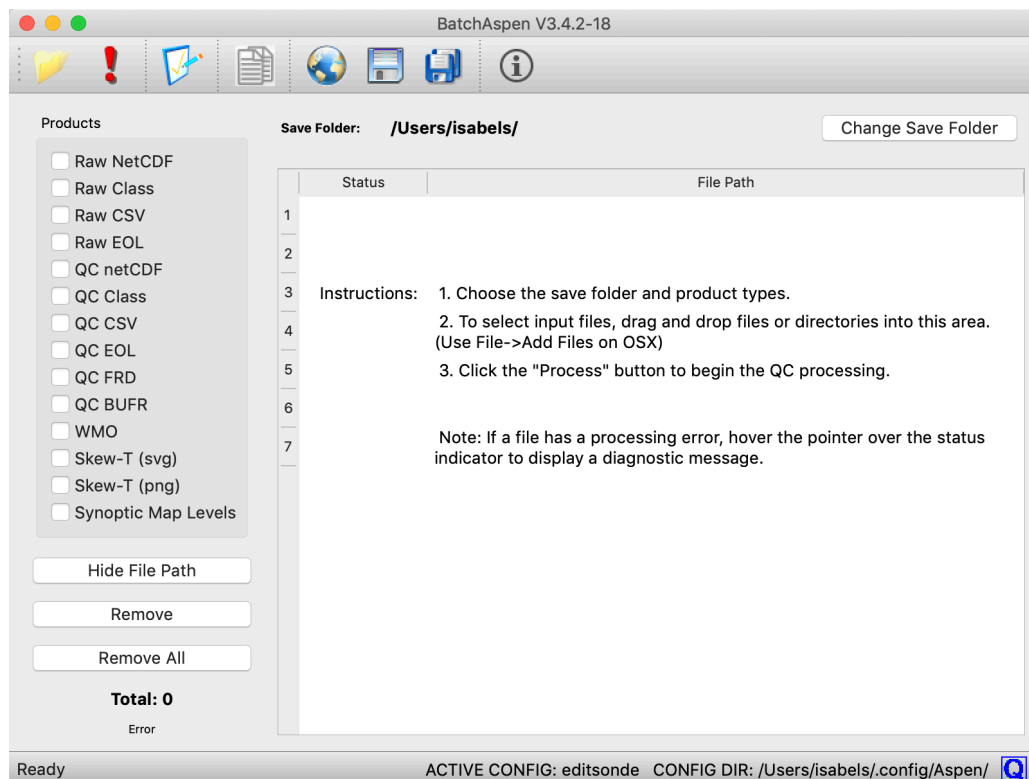 BatchAspen V3.4.2-18
Products
Raw NetCDF
Raw Class
Raw CSV
Raw EOL
QC netCDF
QC Class
QC CSV
QC EOL
QC FRD
QC BUFR
WMO
Skew-T (svg)
Skew-T (png)
Synoptic Map Levels
Hide File Path
Remove
Remove All
Total: 0
Error
Save Folder: /Users/isabels/
Change Save Folder
Status File Path
1
2
3 Instructions: 1. Choose the save folder and product types.
4 2. To select input files, drag and drop files or directories into this area.
(Use File->Add Files on OSX)
5 3. Click the "Process" button to begin the QC processing.
6
7 Note: If a file has a processing error, hover the pointer over the status
indicator to display a diagnostic message.
Ready ACTIVE CONFIG: editsonde CONFIG DIR: /Users/isabels/.config/Aspen/ Q